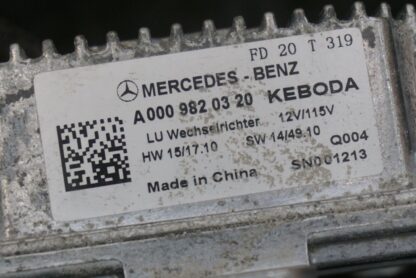 FD 20 T 319
MERCEDES - BENZ
A 000 982 03 20 KEBODA
LU Wechselrichter 12V/115V
HW 15/17.10 SW 14/49.10 Q004
Made in China SN001213